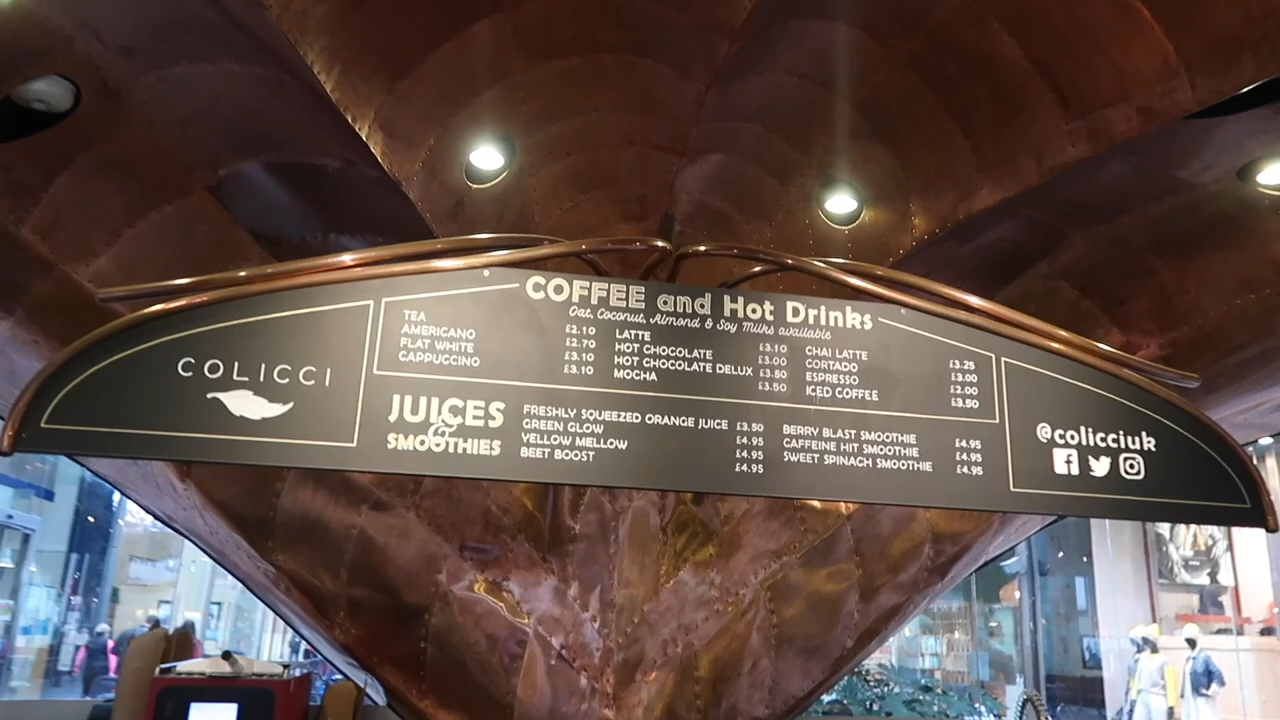 COLICCI
COFFEE and Hot Drinks
Oat, Coconut, Almond & Soy Milks available
TEA £2.10
AMERICANO £2.70
FLAT WHITE £3.10
CAPPUCCINO £3.10
LATTE £3.10
HOT CHOCOLATE £3.00
HOT CHOCOLATE DELUX £3.50
MOCHA £3.50
CHAI LATTE £3.25
CORTADO £3.00
ESPRESSO £2.00
ICED COFFEE £3.50
JUICES
&
SMOOTHIES
FRESHLY SQUEEZED ORANGE JUICE £3.50
GREEN GLOW £4.95
YELLOW MELLOW £4.95
BEET BOOST £4.95
BERRY BLAST SMOOTHIE £4.95
CAFFEINE HIT SMOOTHIE £4.95
SWEET SPINACH SMOOTHIE £4.95
@colicciuk